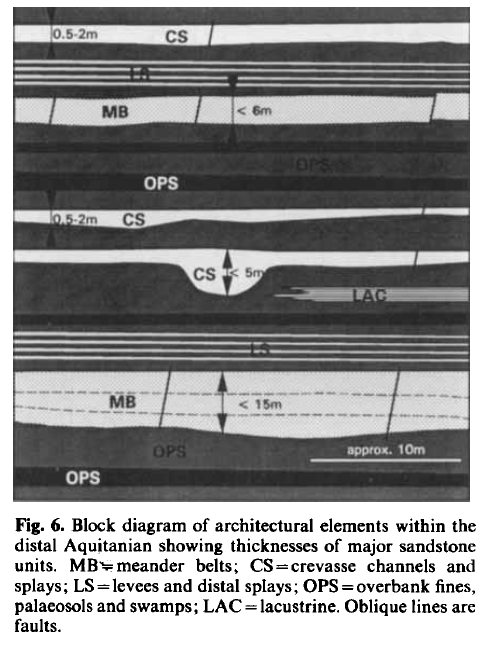 0.5-2m CS
MB < 6m
OPS
OPS
0.5-2m CS
CS < 5m
LAC
LS
MB < 15m
OPS
approx. 10m
OPS
Fig. 6. Block diagram of architectural elements within the
distal Aquitanian showing thicknesses of major sandstone
units. MB=meander belts; CS=crevasse channels and
splays; LS=levees and distal splays; OPS=overbank fines,
palaeosols and swamps; LAC=lacustrine. Oblique lines are
faults.